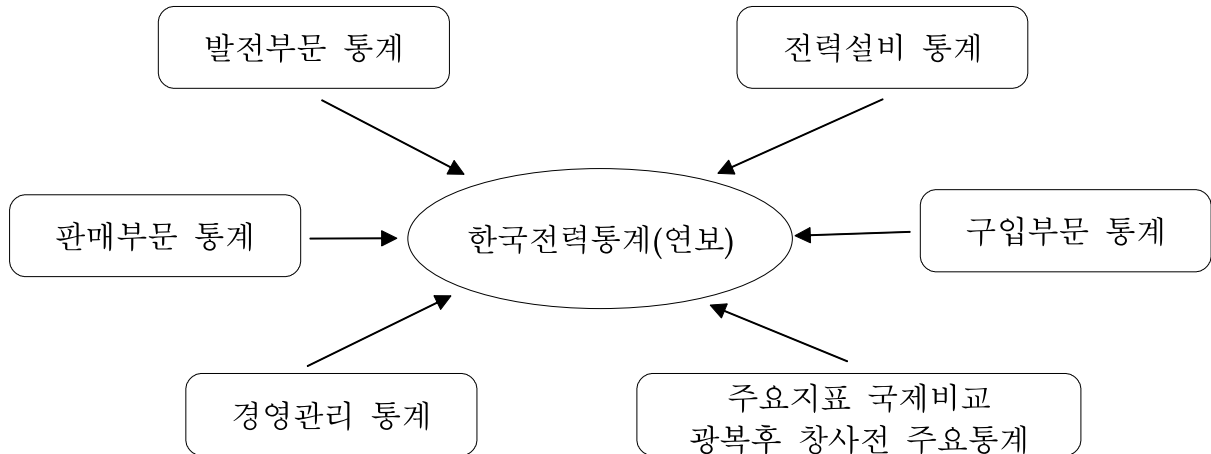 발전부문 통계
전력설비 통계
판매부문 통계
한국전력통계(연보)
구입부문 통계
경영관리 통계
주요지표 국제비교
광복후 창사전 주요통계